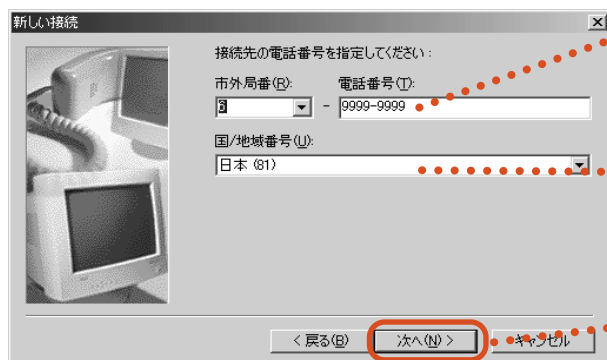 新しい接続
接続先の電話番号を指定してください:
市外局番(R): 電話番号(T):
3 - 9999-9999
国/地域番号(U):
日本 (81)
< 戻る(B) 次へ(N) > キャンセル